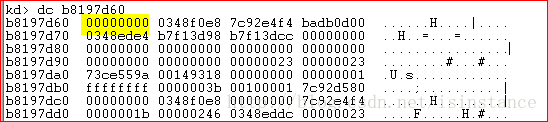 kd> dc b8197d60
b8197d60  00000000 0348f0e8 7c92e4f4 badb0d00  ......H....|....
b8197d70  0348ede4 b7f13d98 b7f13dcc 00000000  ..H..=...=......
b8197d80  00000000 00000000 00000000 00000000  ................
b8197d90  00000000 00000000 00000023 00000023  ........#...#...
b8197da0  73ce559a 00149318 00000000 00000001  .U.s............
b8197db0  ffffffff 0000003b 00100001 7c92d580  ....;..........|
b8197dc0  00000000 0348f0e8 00000000 7c92e4f4  ......H........|
b8197dd0  0000001b 00000246 0348eddc 00000023  ....F.....H.#...